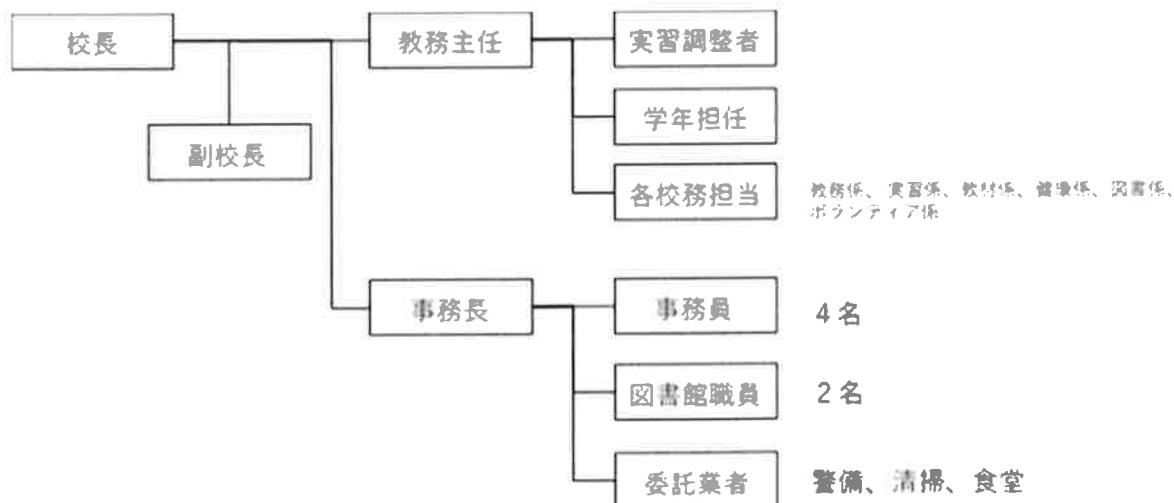 校長
教務主任
実習調整者
学年担任
副校長
各校務担当
教務係、実習係、教材係、健康係、図書係、
ボランティア係
事務長
事務員
4名
図書館職員
2名
委託業者
警備、清掃、食堂